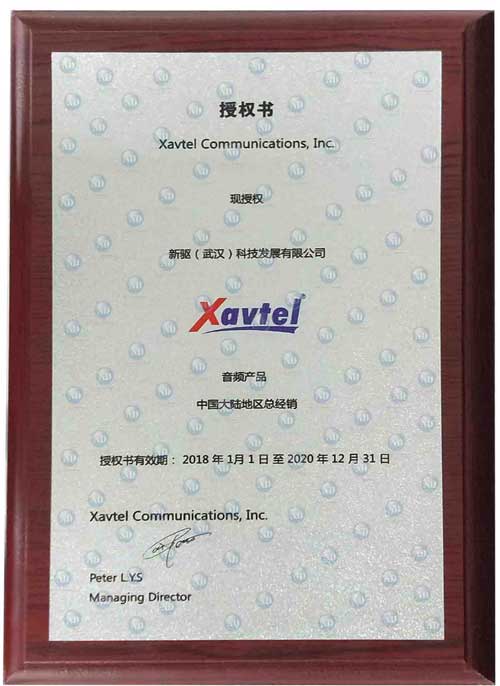 授权书
Xavtel Communications, Inc.
现授权
新驱（武汉）科技发展有限公司
Xavtel
音频产品
中国大陆地区总经销
授权书有效期： 2018 年 1月 1 日 至 2020 年 12 月 31 日
Xavtel Communications, Inc.
Peter L.Y.S
Managing Director